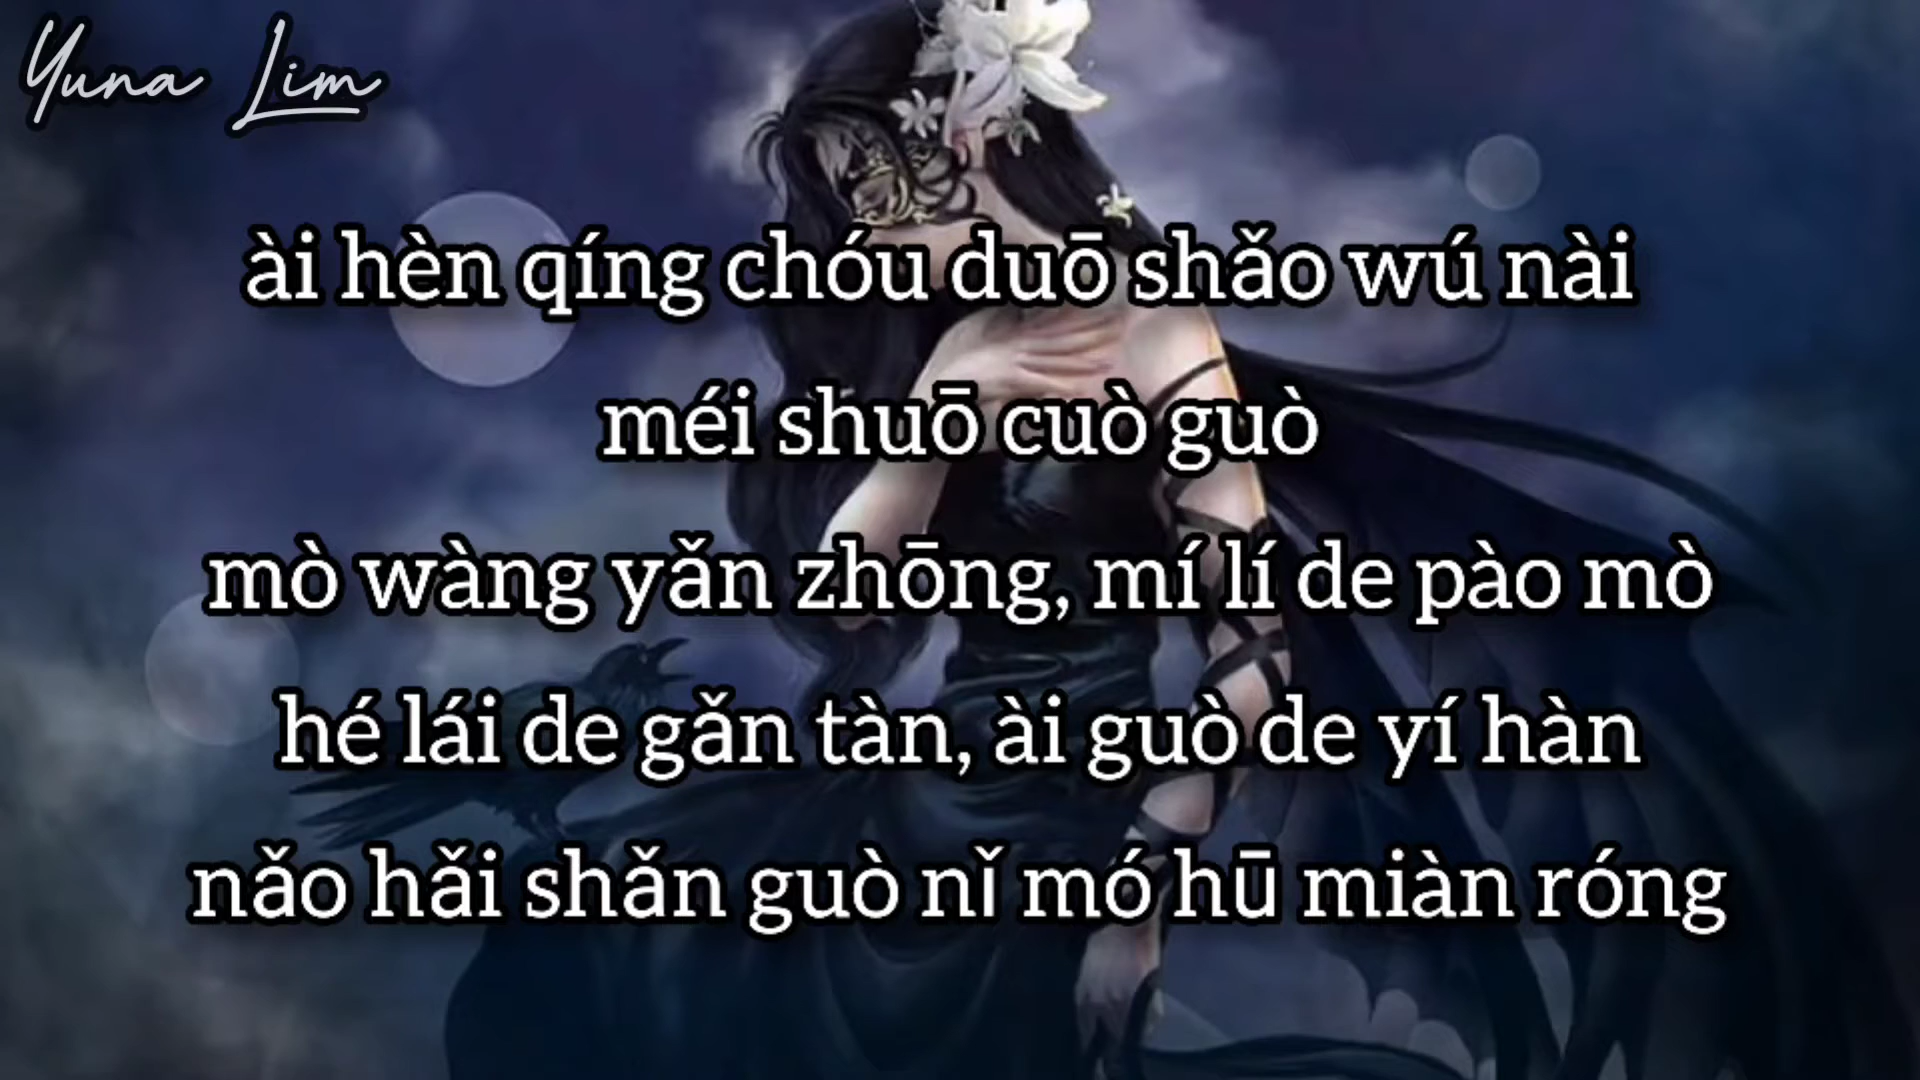 Yuna Lim
ài hèn qíng chóu duō shǎo wú nài
méi shuō cuò guò
mò wàng yǎn zhōng, mí lí de pào mò
hé lái de gǎn tàn, ài guò de yí hàn
nǎo hǎi shǎn guò nǐ mó hū miàn róng